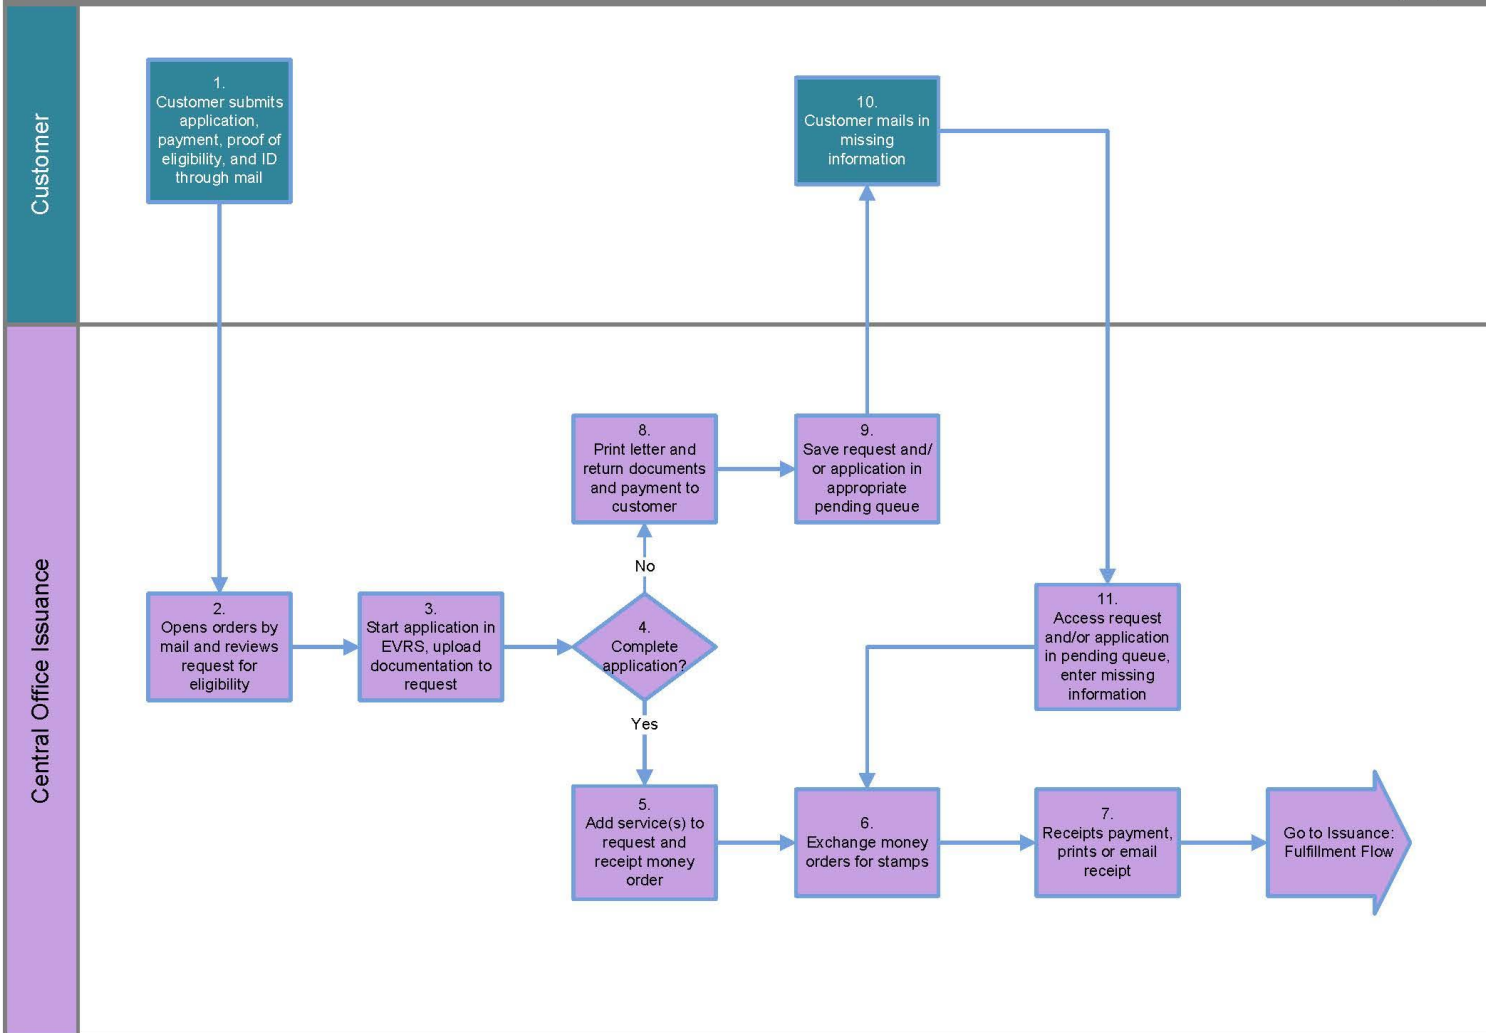 Customer
1.
Customer submits
application,
payment, proof of
eligibility, and ID
through mail
10.
Customer mails in
missing
information
Central Office Issuance
2.
Opens orders by
mail and reviews
request for
eligibility
3.
Start application in
EVRS, upload
documentation to
request
4.
Complete
application?
No
Yes
8.
Print letter and
return documents
and payment to
customer
9.
Save request and/
or application in
appropriate
pending queue
11.
Access request
and/or application
in pending queue,
enter missing
information
5.
Add service(s) to
request and
receipt money
order
6.
Exchange money
orders for stamps
7.
Receipts payment,
prints or email
receipt
Go to Issuance:
Fulfillment Flow